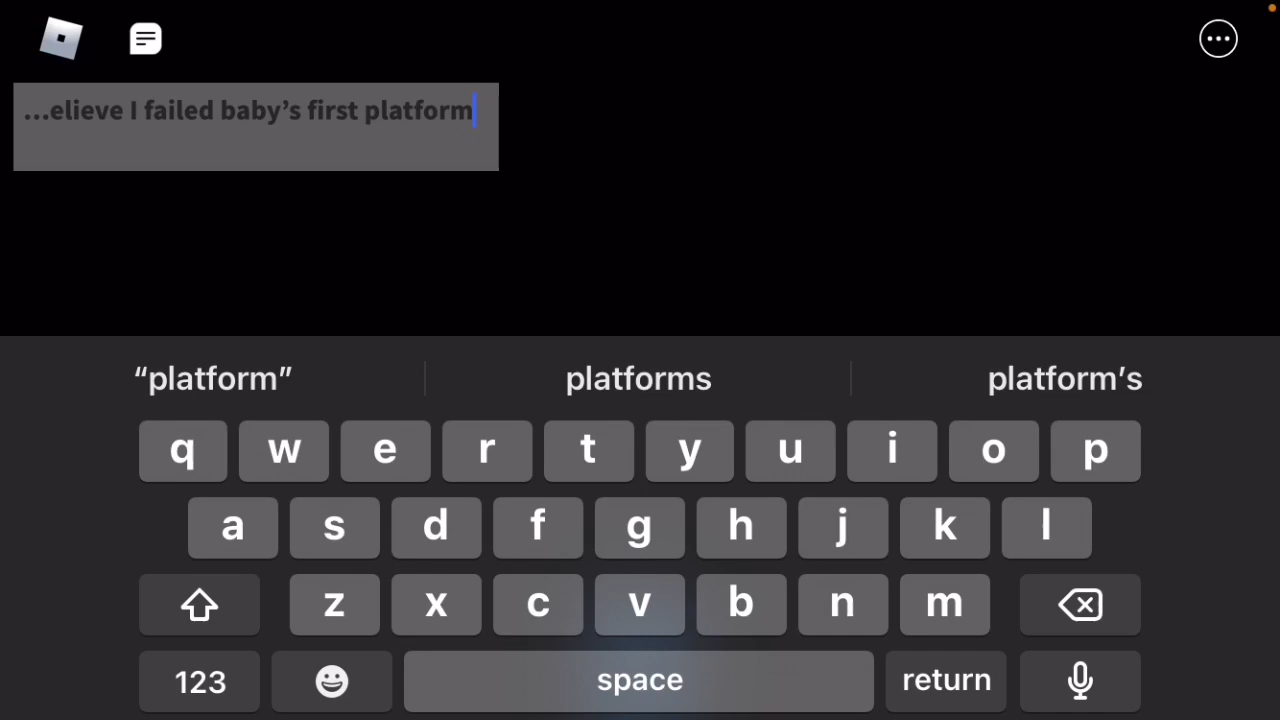 ...elieve I failed baby’s first platform
“platform” platforms platform’s
q w e r t y u i o p
a s d f g h j k l
z x c v b n m
123 space return